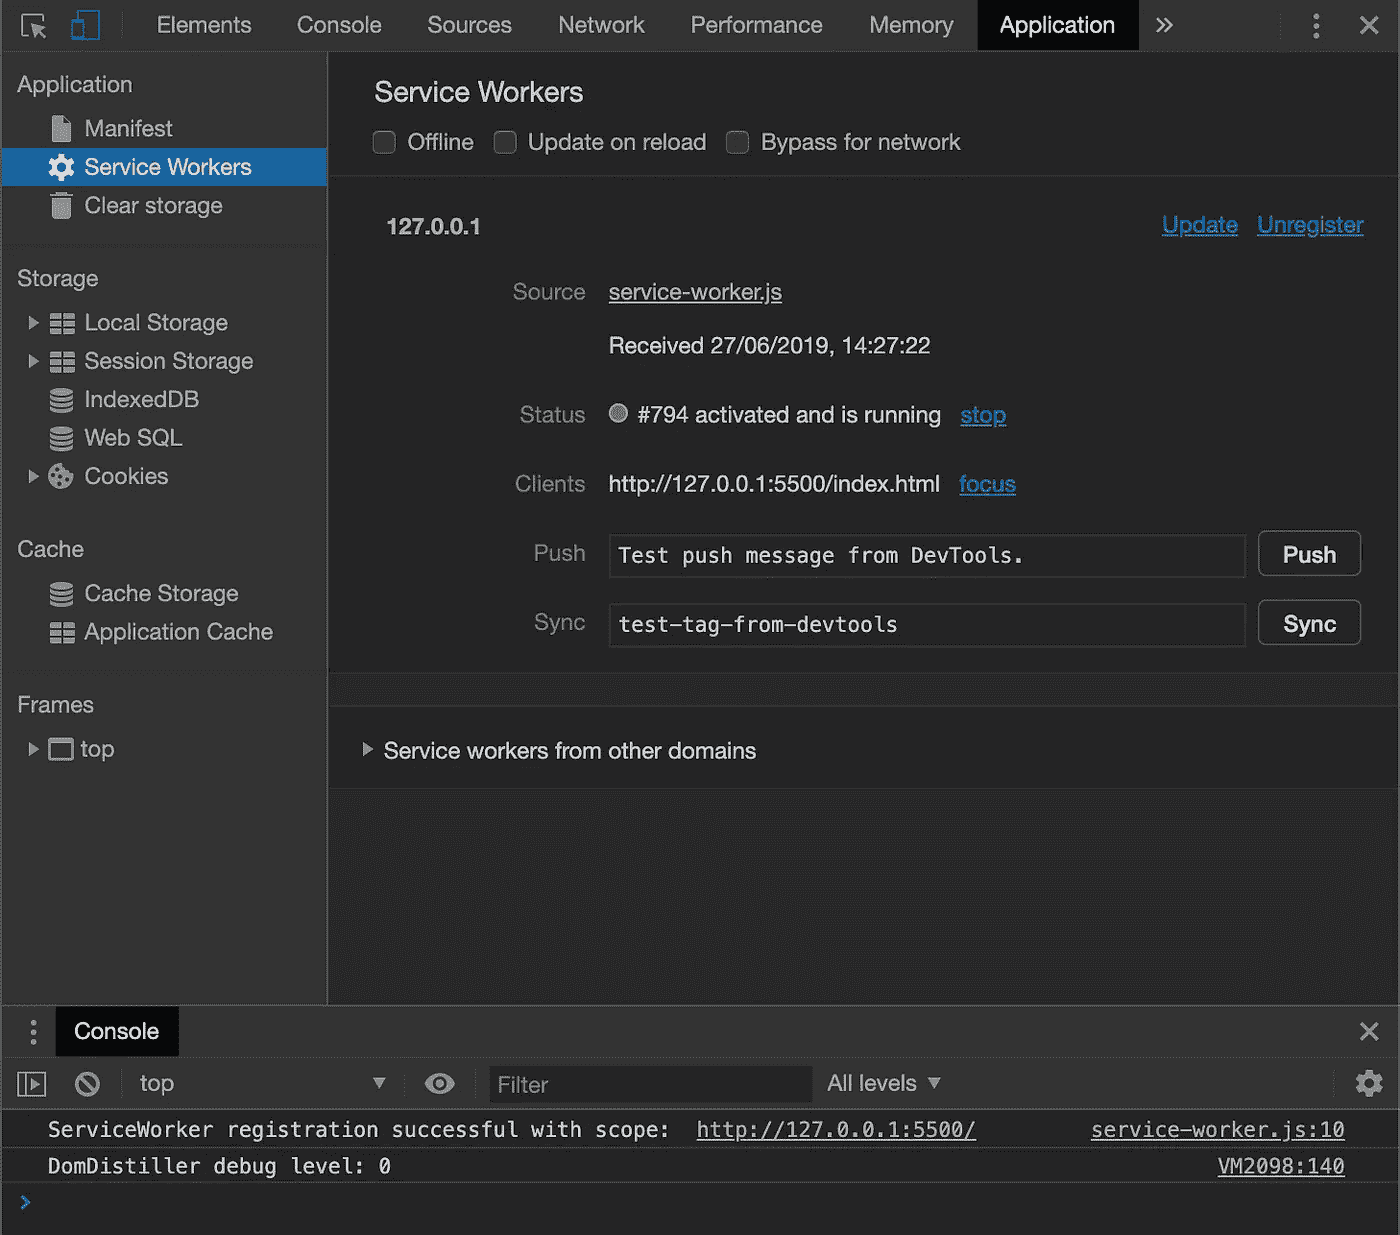 Elements Console Sources Network Performance Memory Application »
Application
Manifest
Service Workers
Clear storage
Storage
Local Storage
Session Storage
IndexedDB
Web SQL
Cookies
Cache
Cache Storage
Application Cache
Frames
top
Service Workers
Offline Update on reload Bypass for network
127.0.0.1 Update Unregister
Source service-worker.js
Received 27/06/2019, 14:27:22
Status #794 activated and is running stop
Clients http://127.0.0.1:5500/index.html focus
Push Test push message from DevTools. Push
Sync test-tag-from-devtools Sync
Service workers from other domains
Console
top Filter All levels
ServiceWorker registration successful with scope: http://127.0.0.1:5500/ service-worker.js:10
DomDistiller debug level: 0 VM2098:140